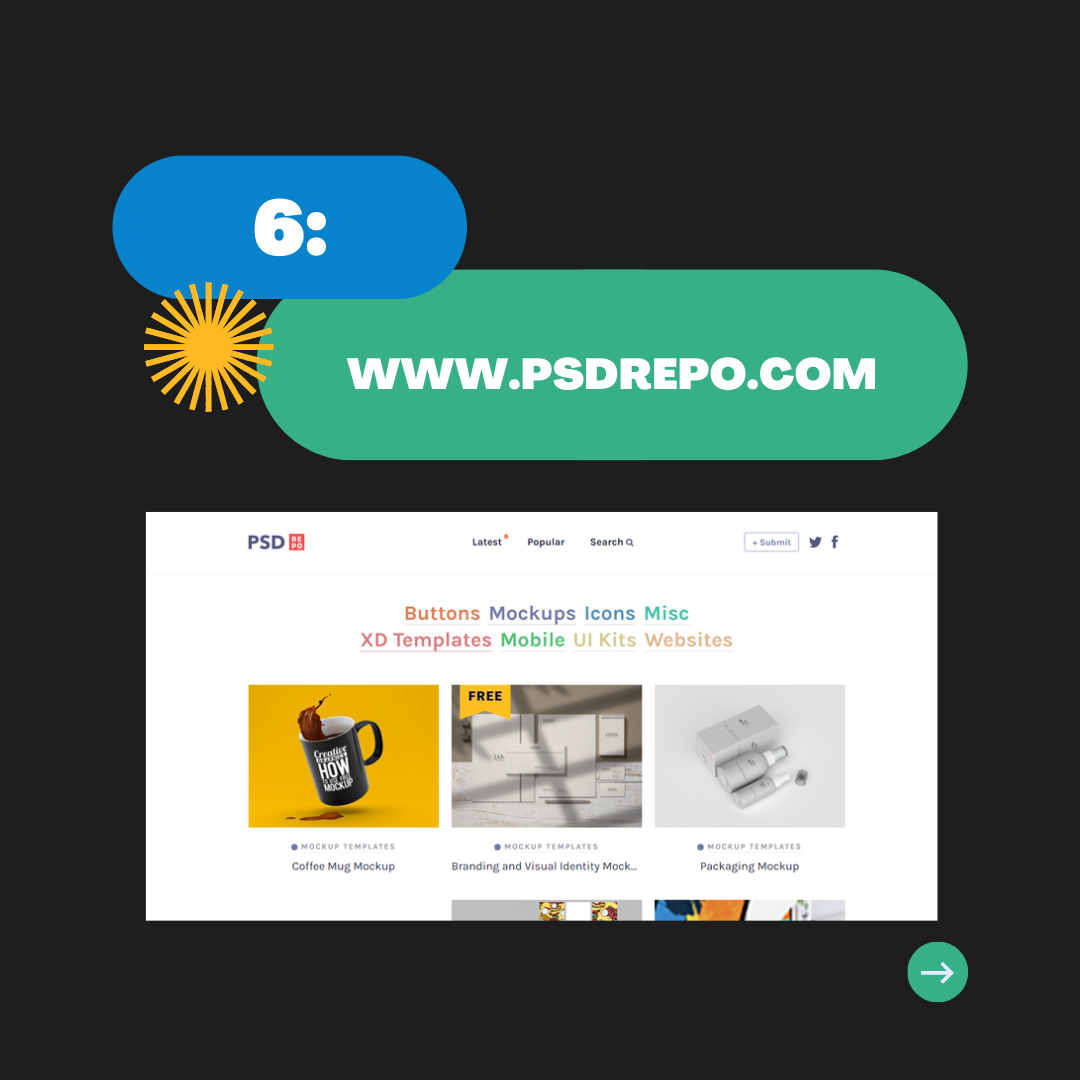 6:
WWW.PSDREPO.COM
PSD RE PO
Latest Popular Search + Submit
Buttons Mockups Icons Misc
XD Templates Mobile UI Kits Websites
FREE
Creative
HOW
MOCKUP
MOCKUP TEMPLATES MOCKUP TEMPLATES MOCKUP TEMPLATES
Coffee Mug Mockup Branding and Visual Identity Mock... Packaging Mockup